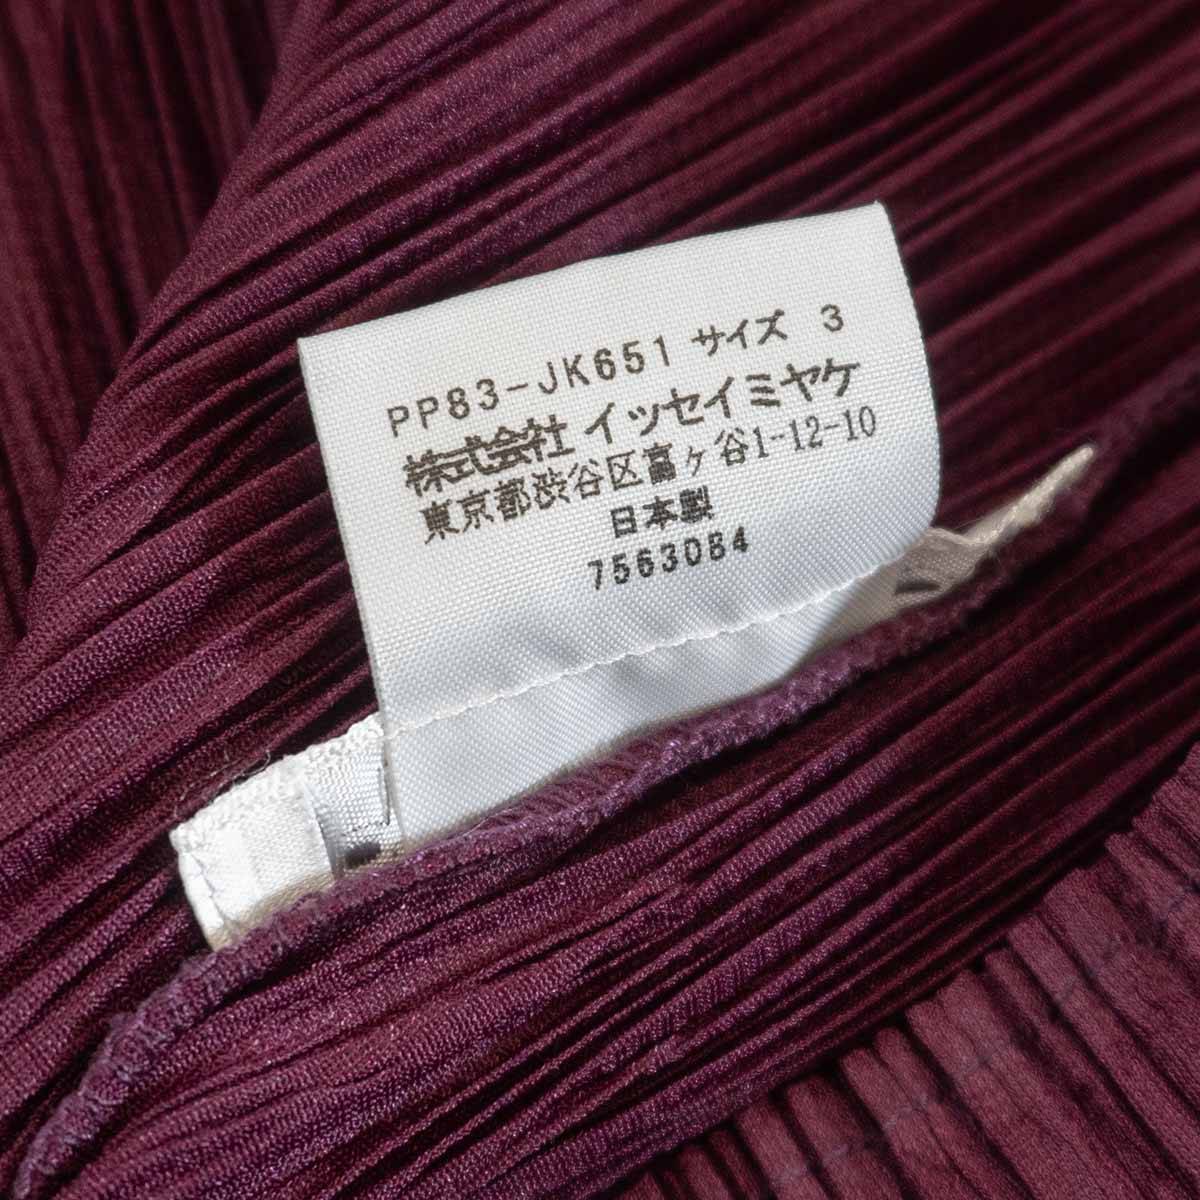 PP83-JK651 サイズ 3
株式会社 イッセイミヤケ
東京都渋谷区富ヶ谷1-12-10
日本製
7563084